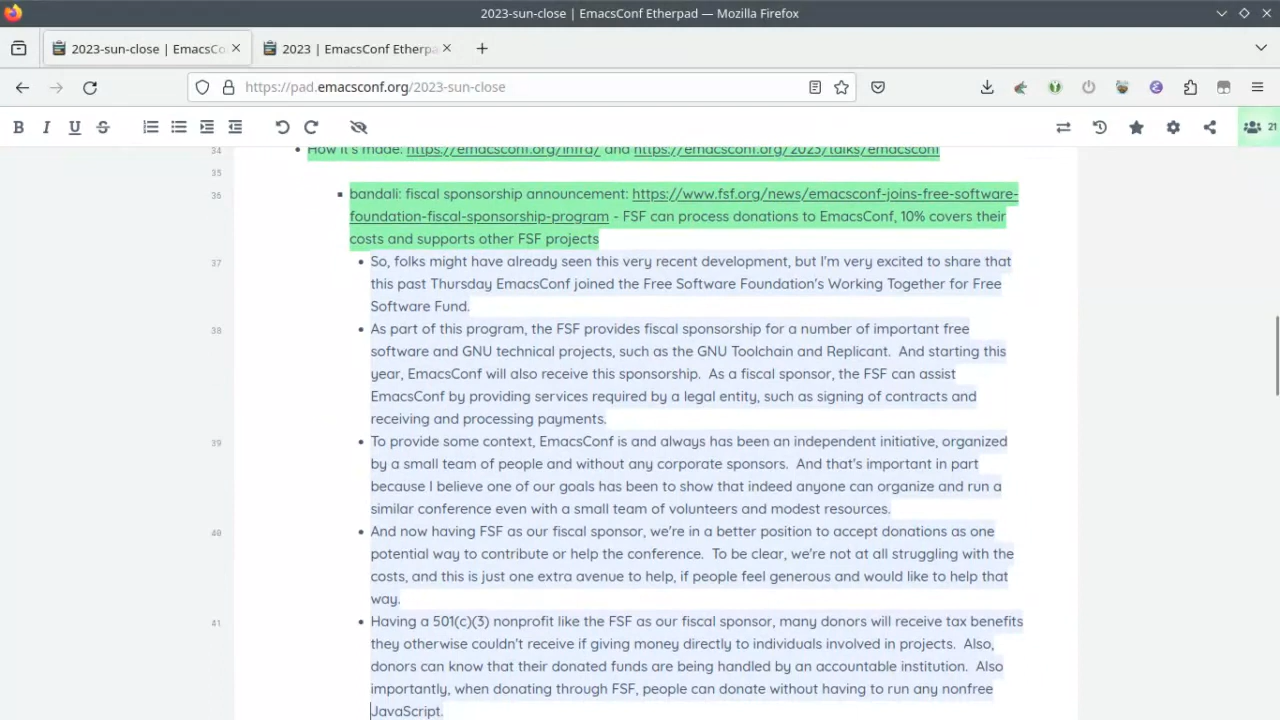 2023-sun-close | EmacsConf Etherpad — Mozilla Firefox
2023-sun-close | EmacsCo
2023 | EmacsConf Etherpa
https://pad.emacsconf.org/2023-sun-close
B I U S
21
34 How it's made: https://emacsconf.org/infra/ and https://emacsconf.org/2023/talks/emacsconf
35
36 bandali: fiscal sponsorship announcement: https://www.fsf.org/news/emacsconf-joins-free-software-
foundation-fiscal-sponsorship-program - FSF can process donations to EmacsConf, 10% covers their
costs and supports other FSF projects
37 So, folks might have already seen this very recent development, but I'm very excited to share that
this past Thursday EmacsConf joined the Free Software Foundation's Working Together for Free
Software Fund.
38 As part of this program, the FSF provides fiscal sponsorship for a number of important free
software and GNU technical projects, such as the GNU Toolchain and Replicant.  And starting this
year, EmacsConf will also receive this sponsorship.  As a fiscal sponsor, the FSF can assist
EmacsConf by providing services required by a legal entity, such as signing of contracts and
receiving and processing payments.
39 To provide some context, EmacsConf is and always has been an independent initiative, organized
by a small team of people and without any corporate sponsors.  And that's important in part
because I believe one of our goals has been to show that indeed anyone can organize and run a
similar conference even with a small team of volunteers and modest resources.
40 And now having FSF as our fiscal sponsor, we're in a better position to accept donations as one
potential way to contribute or help the conference.  To be clear, we're not at all struggling with the
costs, and this is just one extra avenue to help, if people feel generous and would like to help that
way.
41 Having a 501(c)(3) nonprofit like the FSF as our fiscal sponsor, many donors will receive tax benefits
they otherwise couldn't receive if giving money directly to individuals involved in projects.  Also,
donors can know that their donated funds are being handled by an accountable institution.  Also
importantly, when donating through FSF, people can donate without having to run any nonfree
JavaScript.